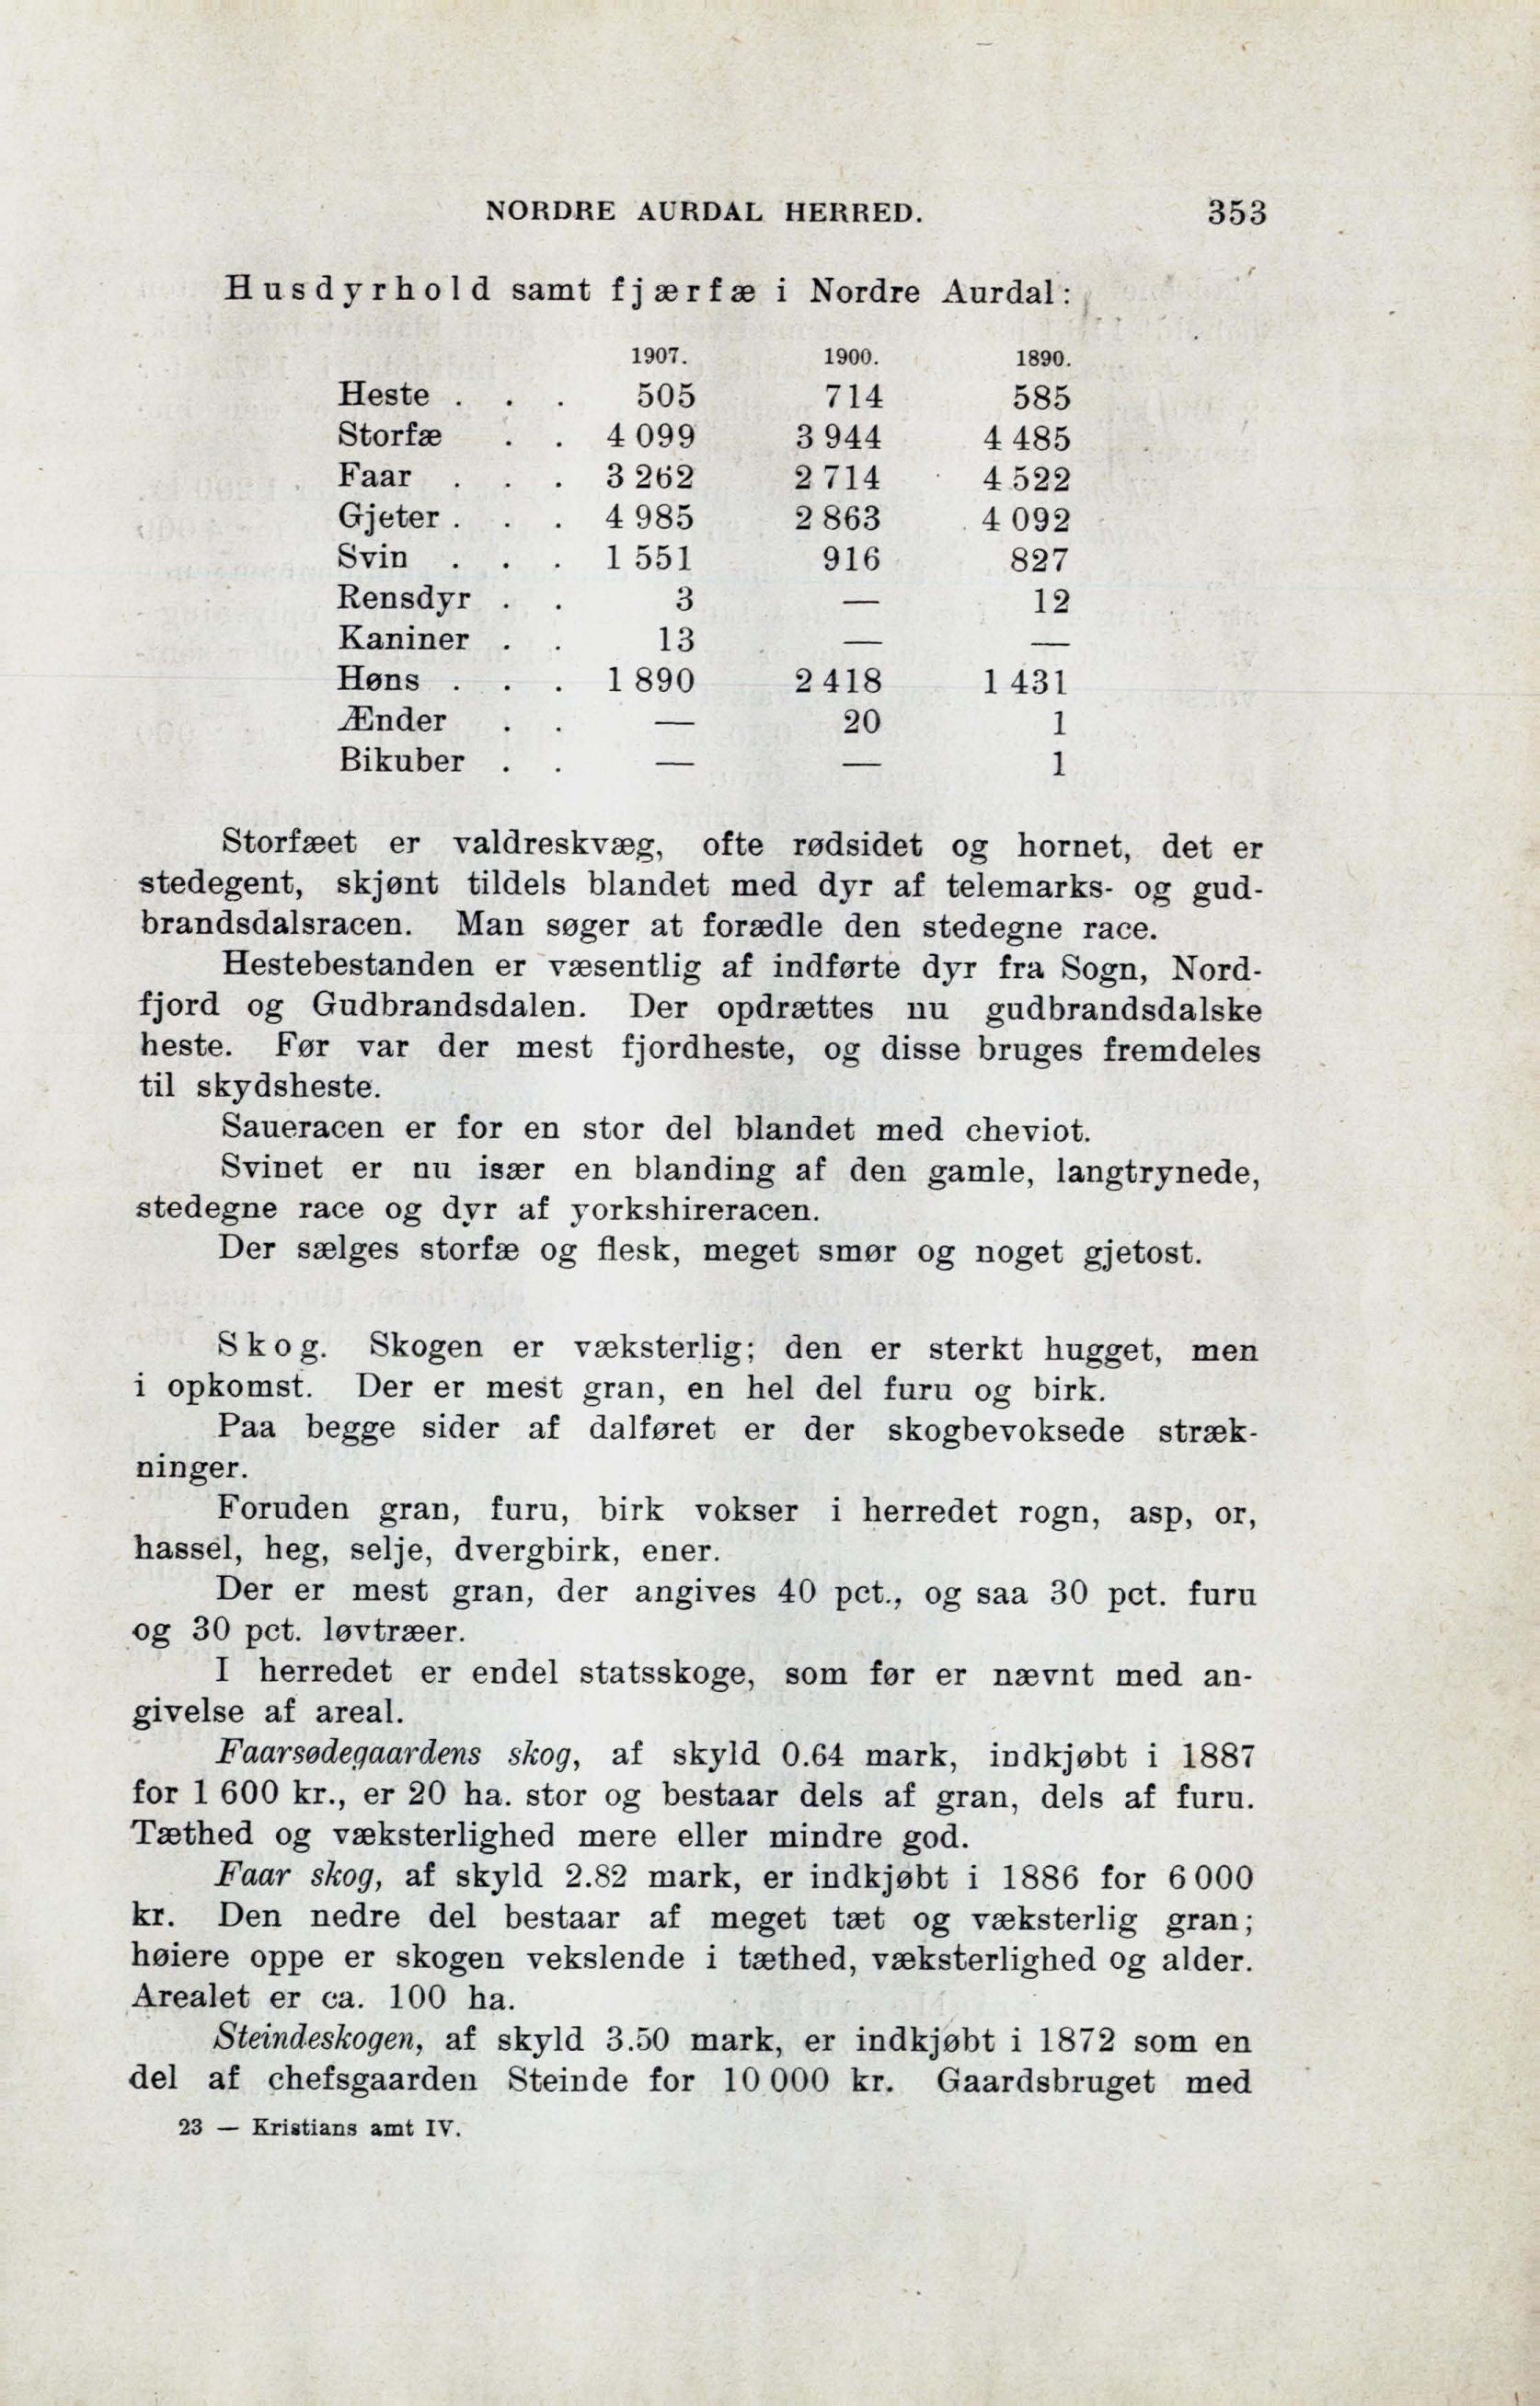 NORDRE AURDAL HERRED. 353
Husdyrhold samt fjærfæ i Nordre Aurdal:
1907. 1900. 1890.
Heste . . . 505 714 585
Storfæ . . 4 099 3 944 4 485
Faar . . . 3 262 2 714 4 522
Gjeter . . . 4 985 2 863 4 092
Svin . . . 1 551 916 827
Rensdyr . . 3 — 12
Kaniner . . 13 — —
Høns . . . 1 890 2 418 1 431
Ænder . . — 20 1
Bikuber . . — — 1
Storfæet er valdreskvæg, ofte rødsidet og hornet, det er
stedegent, skjønt tildels blandet med dyr af telemarks- og gud-
brandsdalsracen. Man søger at forædle den stedegne race.
Hestebestanden er væsentlig af indførte dyr fra Sogn, Nord-
fjord og Gudbrandsdalen. Der opdrættes nu gudbrandsdalske
heste. Før var der mest fjordheste, og disse bruges fremdeles
til skydsheste.
Saueracen er for en stor del blandet med cheviot.
Svinet er nu især en blanding af den gamle, langtrynede,
stedegne race og dyr af yorkshireracen.
Der sælges storfæ og flesk, meget smør og noget gjetost.
Skog. Skogen er væksterlig; den er sterkt hugget, men
i opkomst. Der er mest gran, en hel del furu og birk.
Paa begge sider af dalføret er der skogbevoksede stræk-
ninger.
Foruden gran, furu, birk vokser i herredet rogn, asp, or,
hassel, heg, selje, dvergbirk, ener.
Der er mest gran, der angives 40 pct., og saa 30 pct. furu
og 30 pct. løvtræer.
I herredet er endel statsskoge, som før er nævnt med an-
givelse af areal.
Faarsødegaardens skog, af skyld 0.64 mark, indkjøbt i 1887
for 1 600 kr., er 20 ha. stor og bestaar dels af gran, dels af furu.
Tæthed og væksterlighed mere eller mindre god.
Faar skog, af skyld 2.82 mark, er indkjøbt i 1886 for 6 000
kr. Den nedre del bestaar af meget tæt og væksterlig gran;
høiere oppe er skogen vekslende i tæthed, væksterlighed og alder.
Arealet er ca. 100 ha.
Steindeskogen, af skyld 3.50 mark, er indkjøbt i 1872 som en
del af chefsgaarden Steinde for 10 000 kr. Gaardsbruget med
23 — Kristians amt IV.